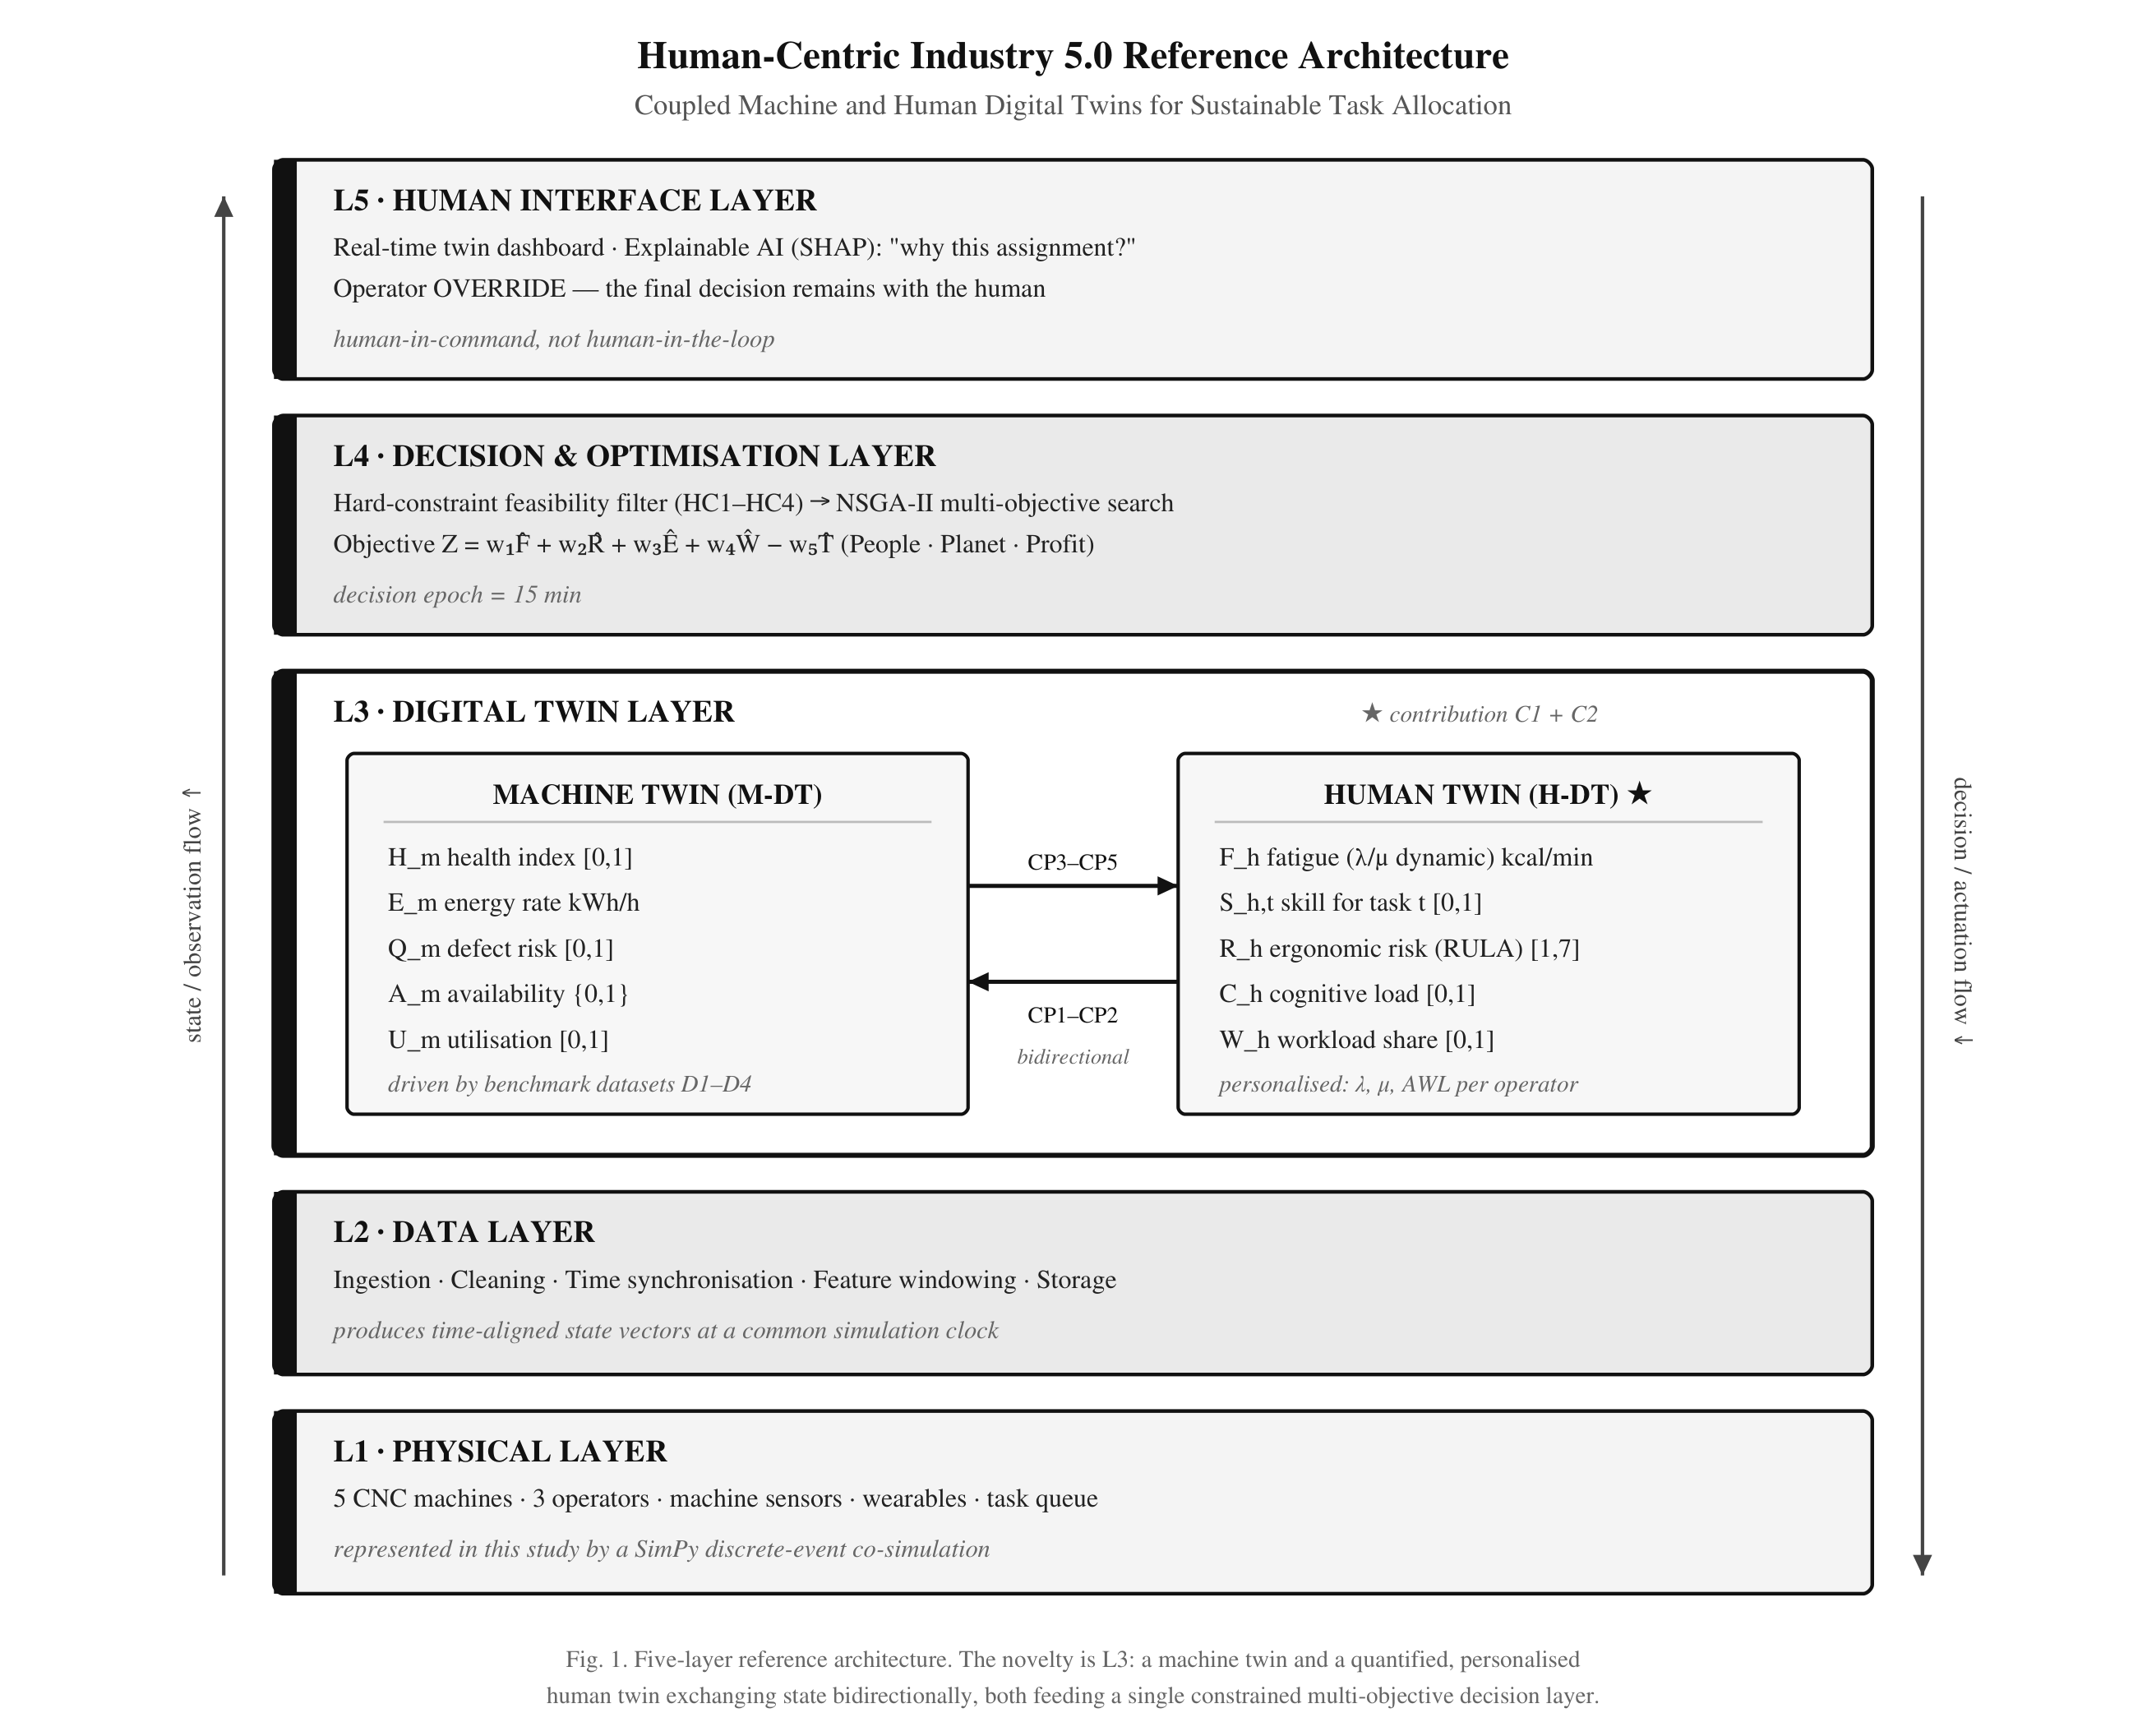 Human-Centric Industry 5.0 Reference Architecture
Coupled Machine and Human Digital Twins for Sustainable Task Allocation
L5 · HUMAN INTERFACE LAYER
Real-time twin dashboard · Explainable AI (SHAP): "why this assignment?"
Operator OVERRIDE — the final decision remains with the human
human-in-command, not human-in-the-loop
L4 · DECISION & OPTIMISATION LAYER
Hard-constraint feasibility filter (HC1–HC4) → NSGA-II multi-objective search
Objective Z = w₁F̂ + w₂R̂ + w₃Ê + w₄Ŵ − w₅T̂ (People · Planet · Profit)
decision epoch = 15 min
L3 · DIGITAL TWIN LAYER
★ contribution C1 + C2
MACHINE TWIN (M-DT)
H_m health index [0,1]
E_m energy rate kWh/h
Q_m defect risk [0,1]
A_m availability {0,1}
U_m utilisation [0,1]
driven by benchmark datasets D1–D4
CP3–CP5
CP1–CP2
bidirectional
HUMAN TWIN (H-DT) ★
F_h fatigue (λ/μ dynamic) kcal/min
S_h,t skill for task t [0,1]
R_h ergonomic risk (RULA) [1,7]
C_h cognitive load [0,1]
W_h workload share [0,1]
personalised: λ, μ, AWL per operator
L2 · DATA LAYER
Ingestion · Cleaning · Time synchronisation · Feature windowing · Storage
produces time-aligned state vectors at a common simulation clock
L1 · PHYSICAL LAYER
5 CNC machines · 3 operators · machine sensors · wearables · task queue
represented in this study by a SimPy discrete-event co-simulation
state / observation flow ↑
decision / actuation flow ↓
Fig. 1. Five-layer reference architecture. The novelty is L3: a machine twin and a quantified, personalised
human twin exchanging state bidirectionally, both feeding a single constrained multi-objective decision layer.